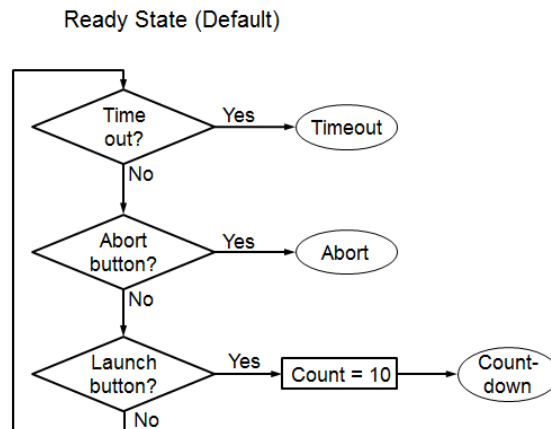 Ready State (Default)
Time
out?
Yes
Timeout
No
Abort
button?
Yes
Abort
No
Launch
button?
Yes
Count = 10
Count-
down
No